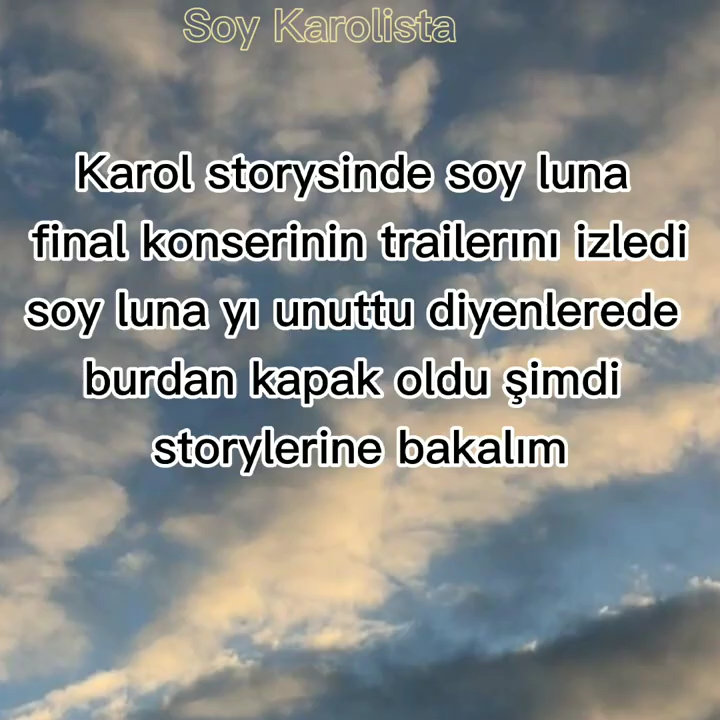 Soy Karolista
Karol storysinde soy luna
final konserinin trailerını izledi
soy luna yı unuttu diyenlerede
burdan kapak oldu şimdi
storylerine bakalım